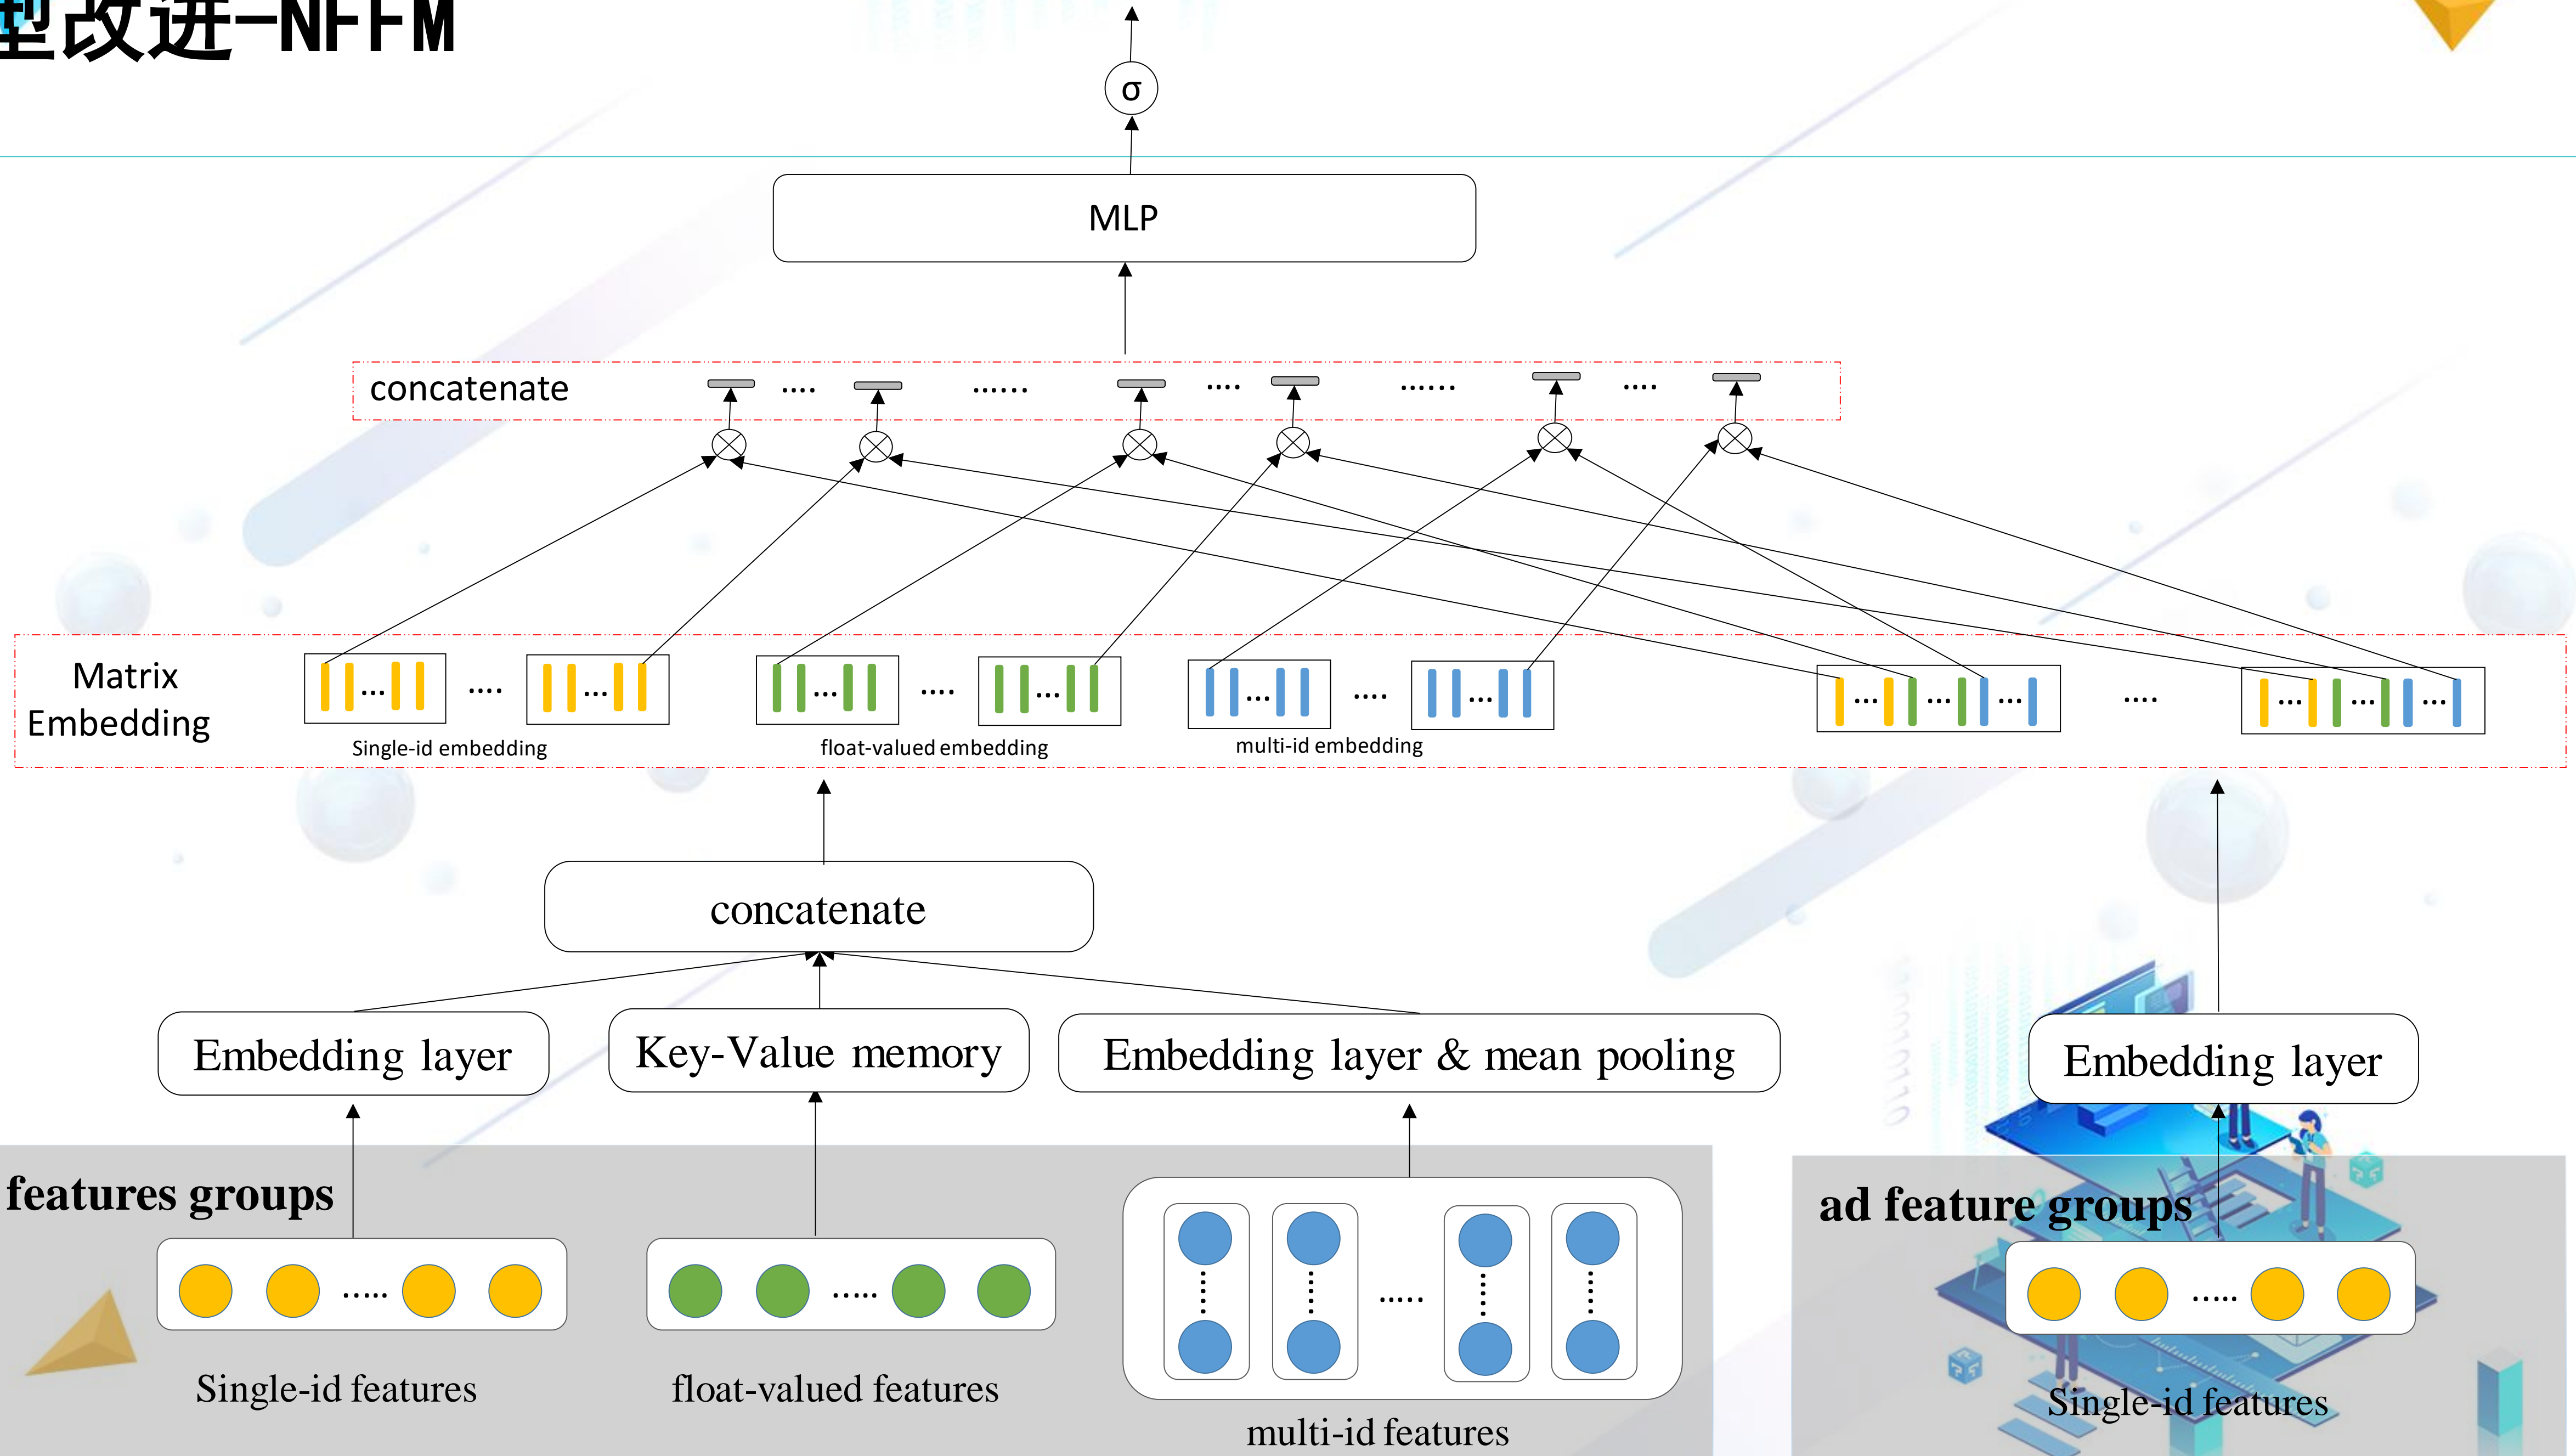 型改进-NFFM
σ
MLP
concatenate .... ...... .... ...... ....
Matrix
Embedding
... .... ... ... .... ... ... .... ... ... ... ... .... ... ... ...
Single-id embedding
float-valued embedding
multi-id embedding
concatenate
Embedding layer
Key-Value memory
Embedding layer & mean pooling
Embedding layer
features groups
ad feature groups
Single-id features
float-valued features
multi-id features
Single-id features